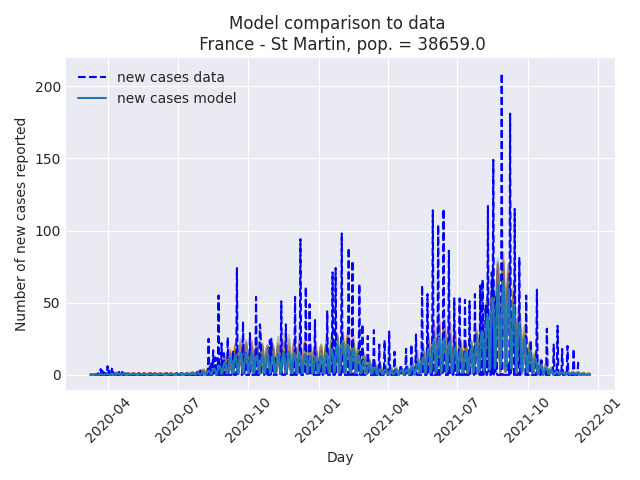 Model comparison to data
France - St Martin, pop. = 38659.0
new cases data
new cases model
Number of new cases reported
200
150
100
50
0
2020-04
2020-07
2020-10
2021-01
2021-04
2021-07
2021-10
2022-01
Day